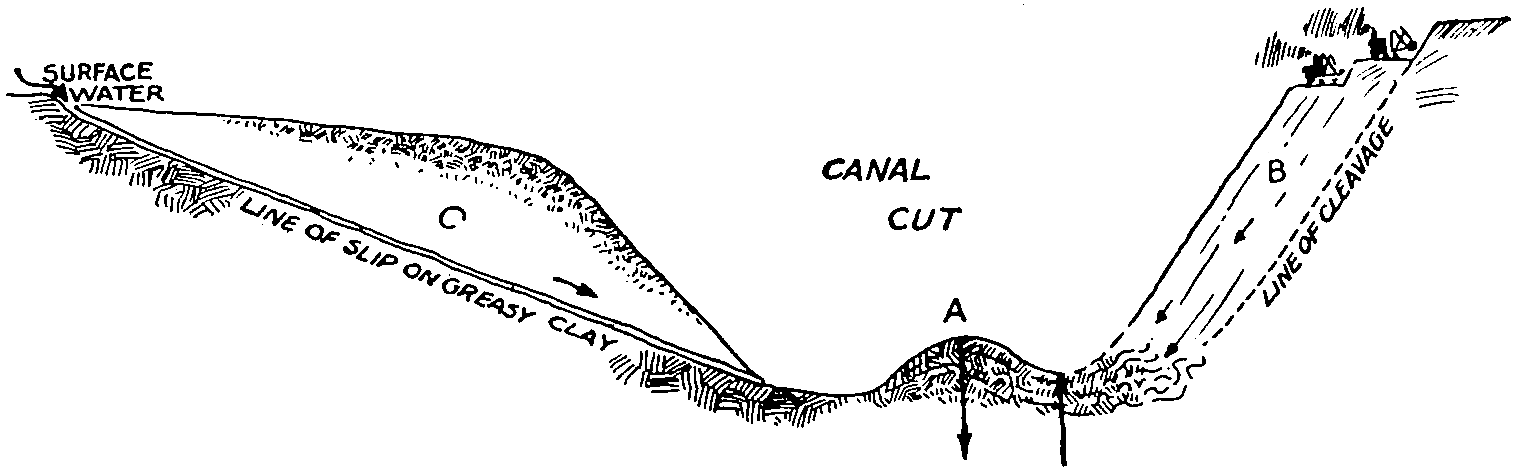 SURFACE
WATER
CANAL
CUT
B
LINE OF CLEAVAGE
C
LINE OF SLIP ON GREASY CLAY
A